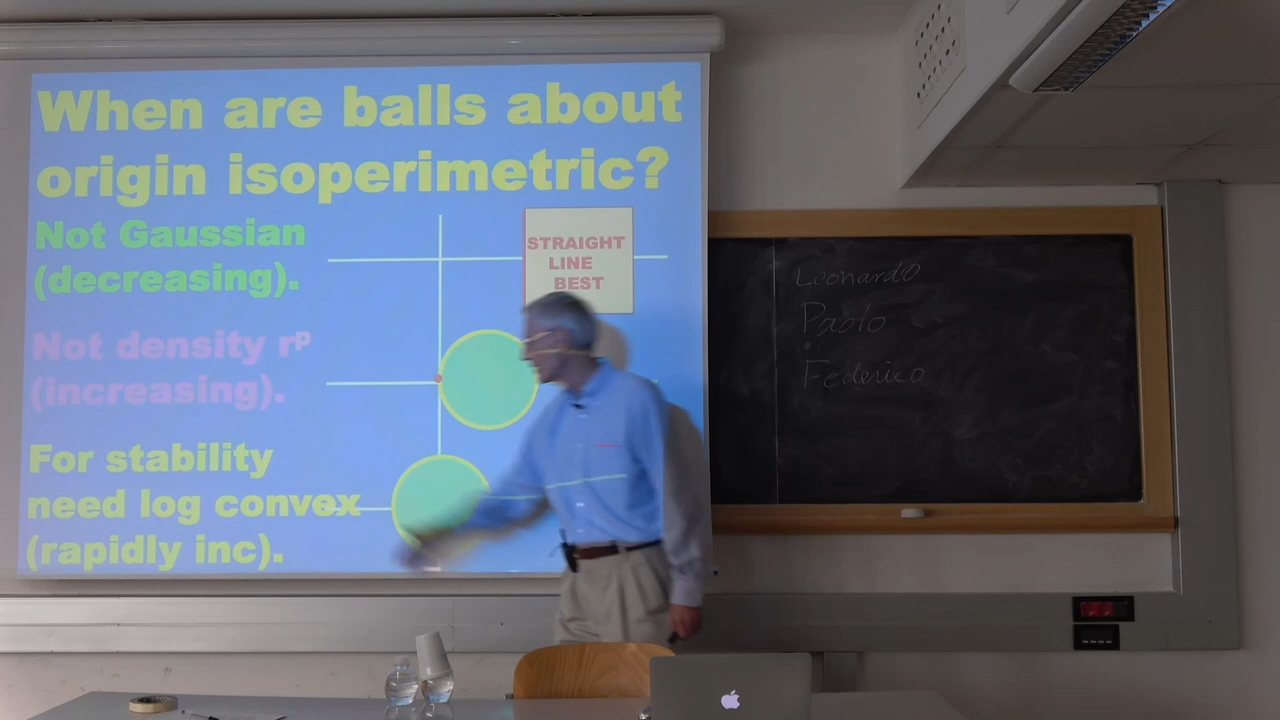 When are balls about
origin isoperimetric?
Not Gaussian
(decreasing).
STRAIGHT
LINE
BEST
Not density rᵖ
(increasing).
For stability
need log convex
(rapidly inc).
Leonardo
Paolo
Federico